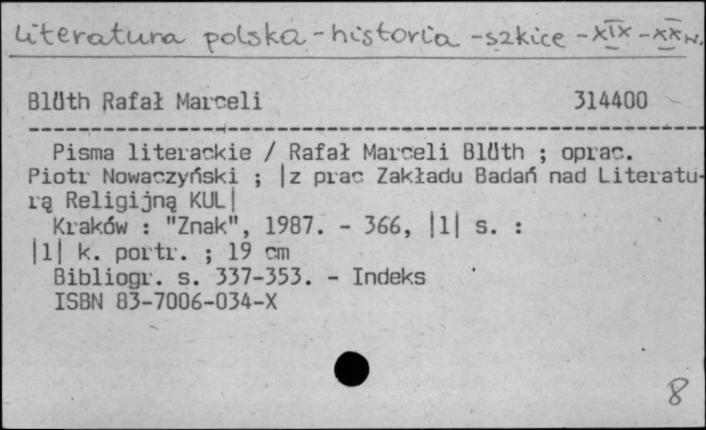 Literatura polska - historia - szkice - XIX - XX w.
Blüth Rafał Marceli 314400
Pisma literackie / Rafał Marceli Blüth ; oprac.
Piotr Nowaczyński ; |z prac Zakładu Badań nad Literatu-
rą Religijną KUL|
Kraków : "Znak", 1987. - 366, |1| s. :
|1| k. portr. ; 19 cm
Bibliogr. s. 337-353. - Indeks
ISBN 83-7006-034-X
8